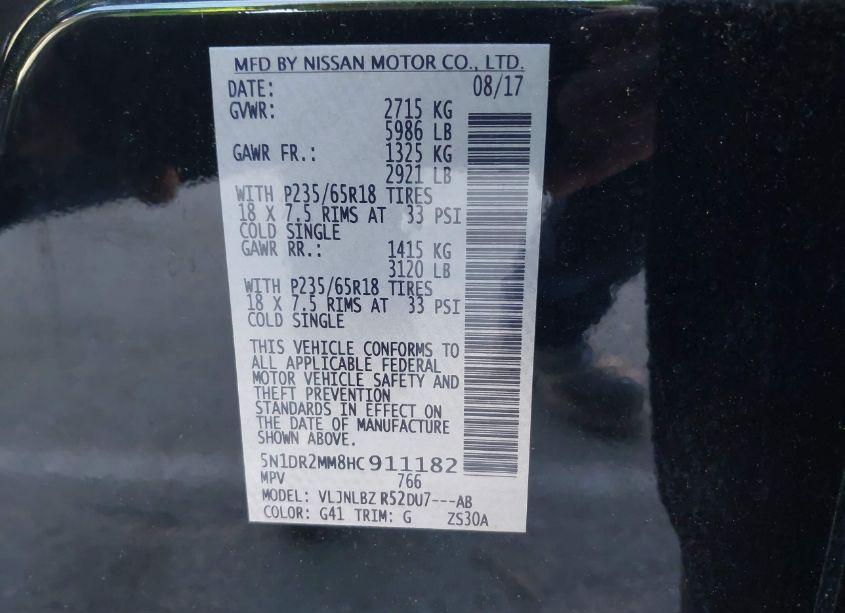 MFD BY NISSAN MOTOR CO., LTD.
DATE: 08/17
GVWR: 2715 KG
5986 LB
GAWR FR.: 1325 KG
2921 LB
WITH P235/65R18 TIRES
18 X 7.5 RIMS AT 33 PSI
COLD SINGLE
GAWR RR.: 1415 KG
3120 LB
WITH P235/65R18 TIRES
18 X 7.5 RIMS AT 33 PSI
COLD SINGLE
THIS VEHICLE CONFORMS TO
ALL APPLICABLE FEDERAL
MOTOR VEHICLE SAFETY AND
THEFT PREVENTION
STANDARDS IN EFFECT ON
THE DATE OF MANUFACTURE
SHOWN ABOVE.
5N1DR2MM8HC911182
MPV 766
MODEL: VLJNLBZ R52DU7---AB
COLOR: G41 TRIM: G ZS30A